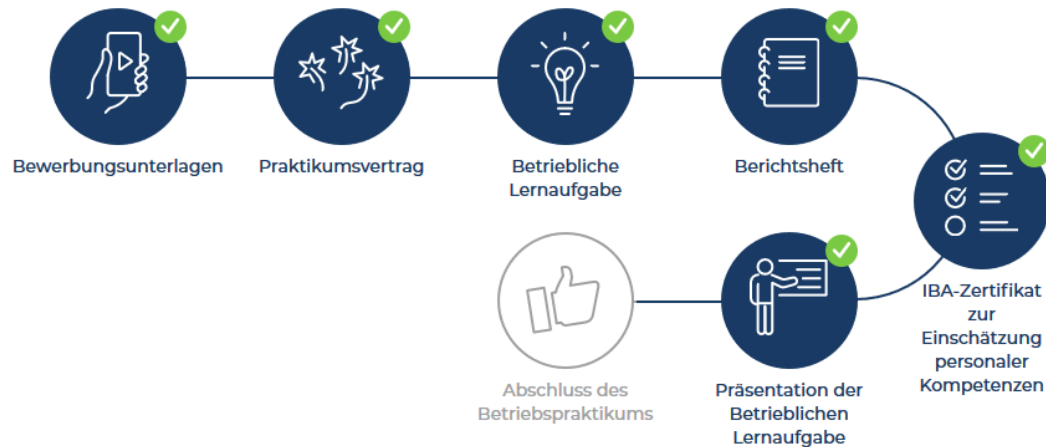 Bewerbungsunterlagen
Praktikumsvertrag
Betriebliche
Lernaufgabe
Berichtsheft
IBA-Zertifikat
zur
Einschätzung
personaler
Kompetenzen
Präsentation der
Betrieblichen
Lernaufgabe
Abschluss des
Betriebspraktikums